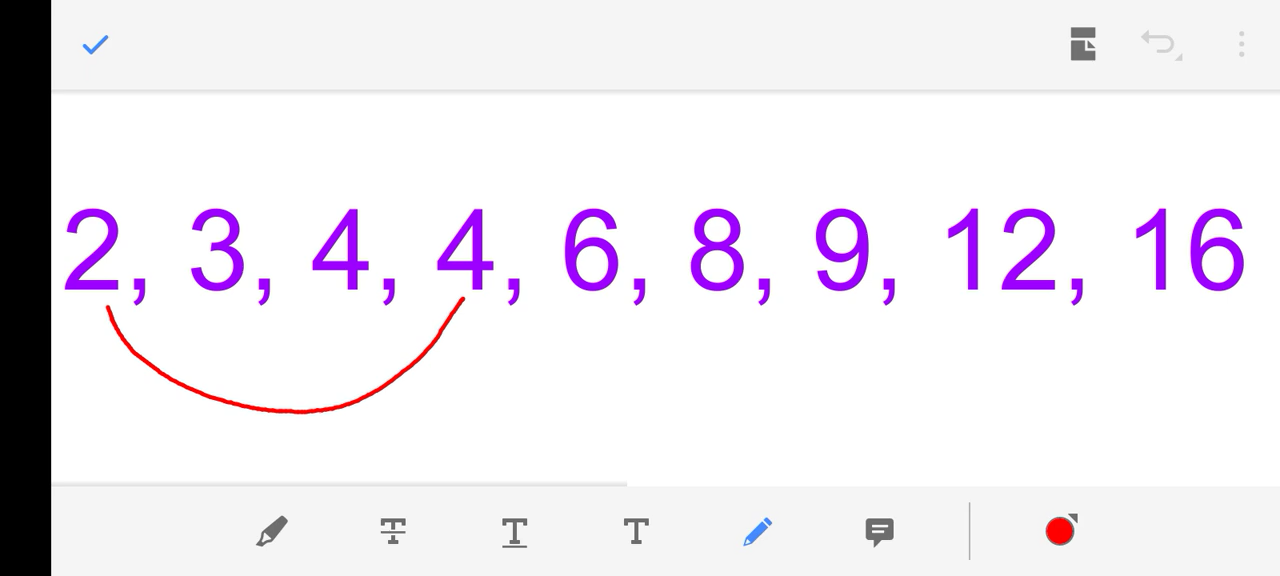 2, 3, 4, 4, 6, 8, 9, 12, 16